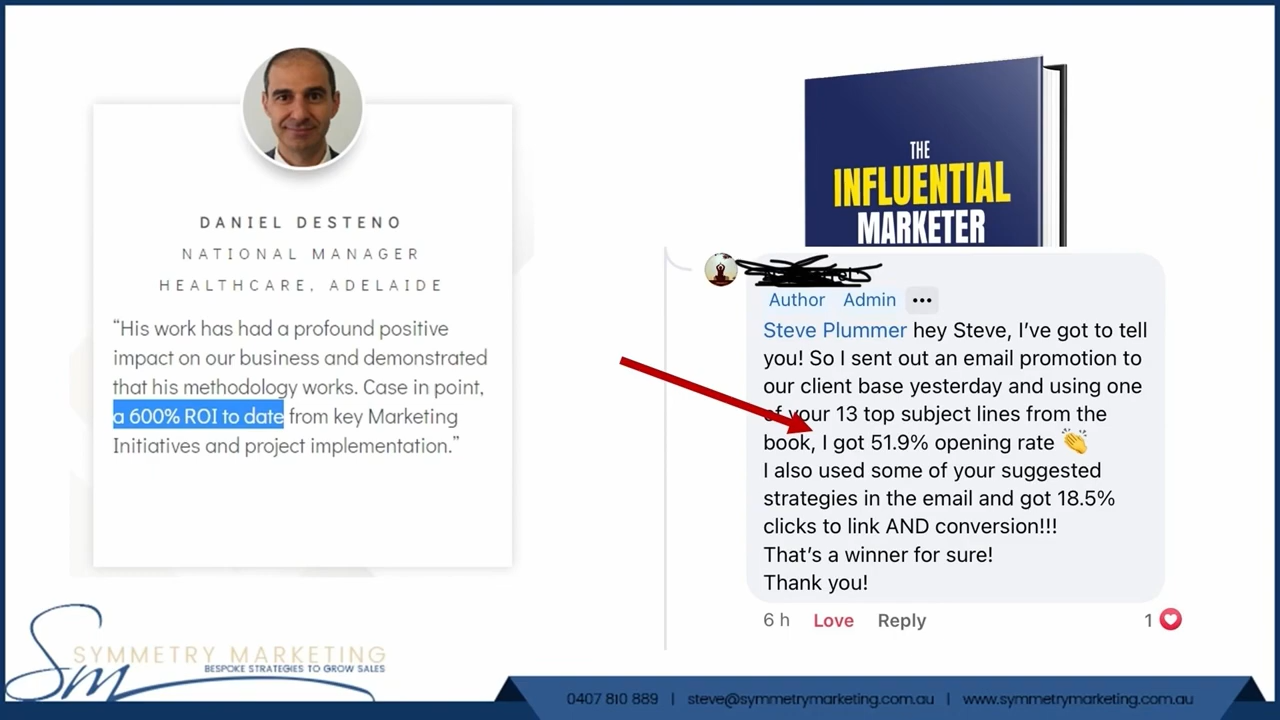 DANIEL DESTENO
NATIONAL MANAGER
HEALTHCARE, ADELAIDE
“His work has had a profound positive
impact on our business and demonstrated
that his methodology works. Case in point,
a 600% ROI to date from key Marketing
Initiatives and project implementation.”
THE
INFLUENTIAL
MARKETER
Author Admin •••
Steve Plummer hey Steve, I’ve got to tell
you! So I sent out an email promotion to
our client base yesterday and using one
of your 13 top subject lines from the
book, I got 51.9% opening rate 👏
I also used some of your suggested
strategies in the email and got 18.5%
clicks to link AND conversion!!!
That’s a winner for sure!
Thank you!
6 h Love Reply 1
Sm
SYMMETRY MARKETING
BESPOKE STRATEGIES TO GROW SALES
0407 810 889 | steve@symmetrymarketing.com.au | www.symmetrymarketing.com.au